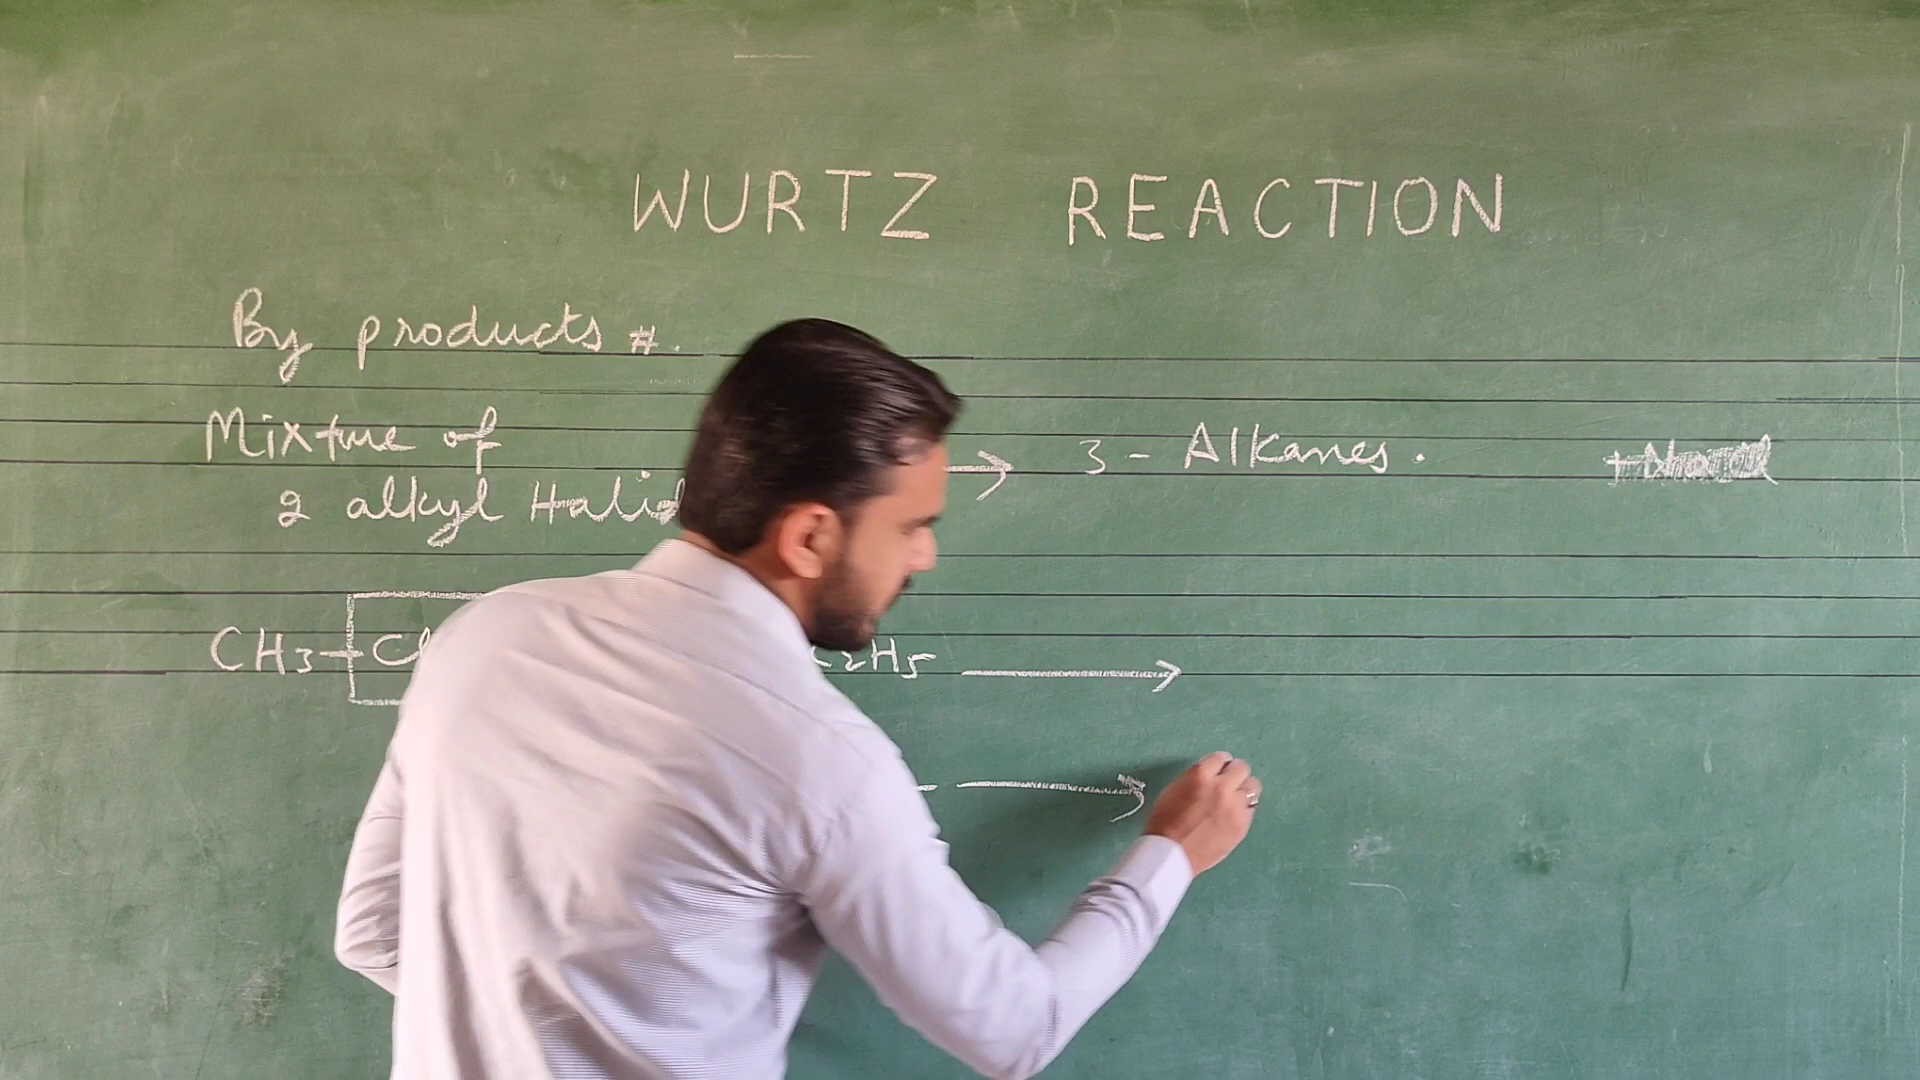 WURTZ REACTION
By products #.
Mixture of
2 alkyl Halid → 3 - Alkanes.
CH3 - Cl C2H5 →
→